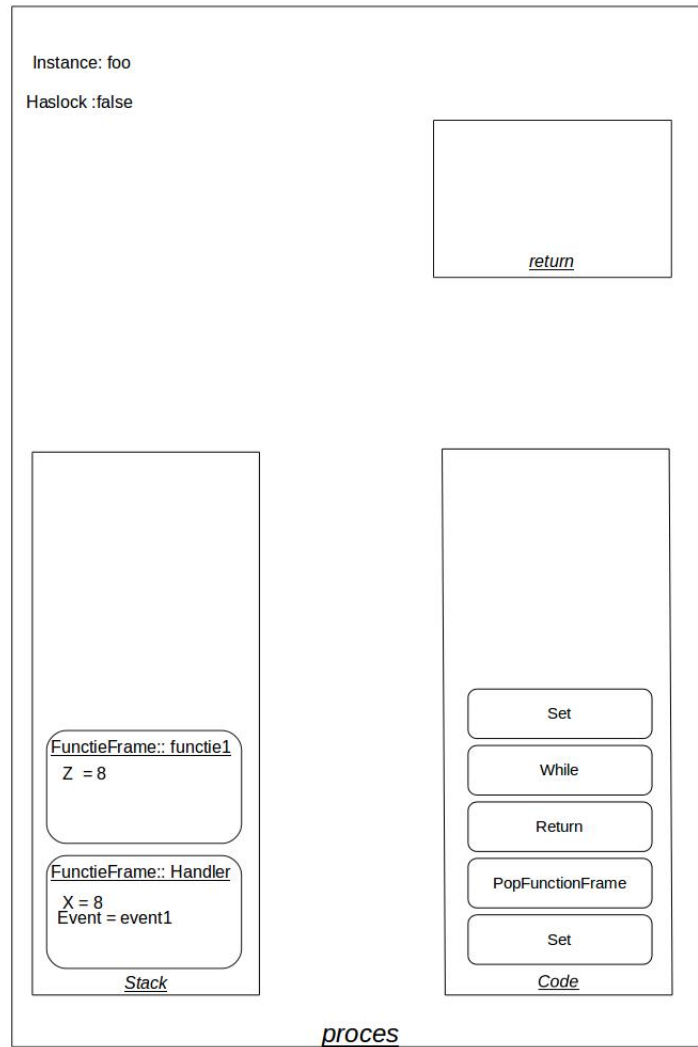 Instance: foo
Haslock :false
return
FunctieFrame:: functie1
Z = 8
FunctieFrame:: Handler
X = 8
Event = event1
Stack
Set
While
Return
PopFunctionFrame
Set
Code
proces